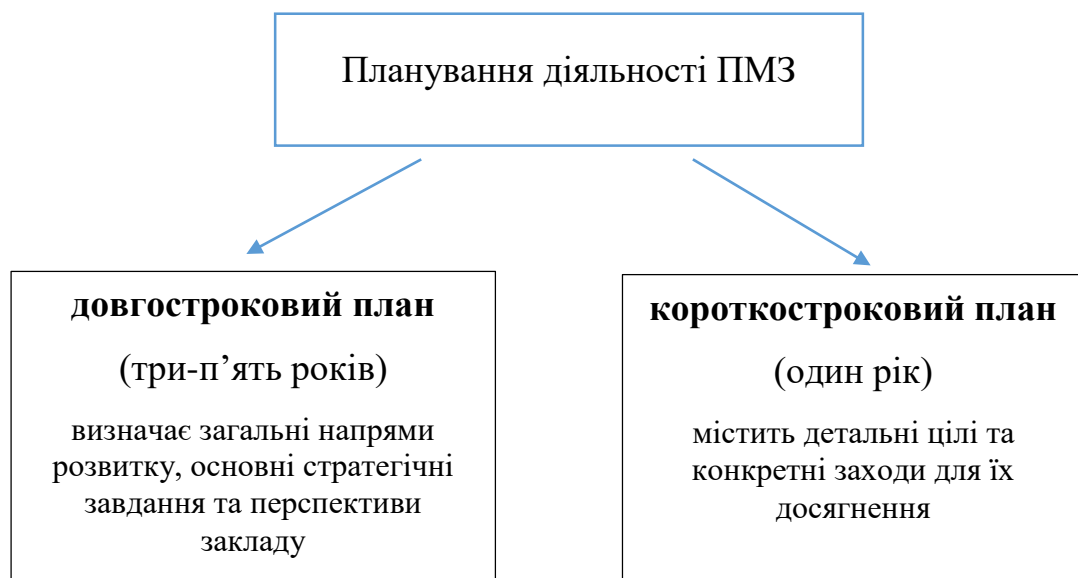 Планування діяльності ПМЗ
довгостроковий план
(три-п’ять років)
визначає загальні напрями
розвитку, основні стратегічні
завдання та перспективи
закладу
короткостроковий план
(один рік)
містить детальні цілі та
конкретні заходи для їх
досягнення